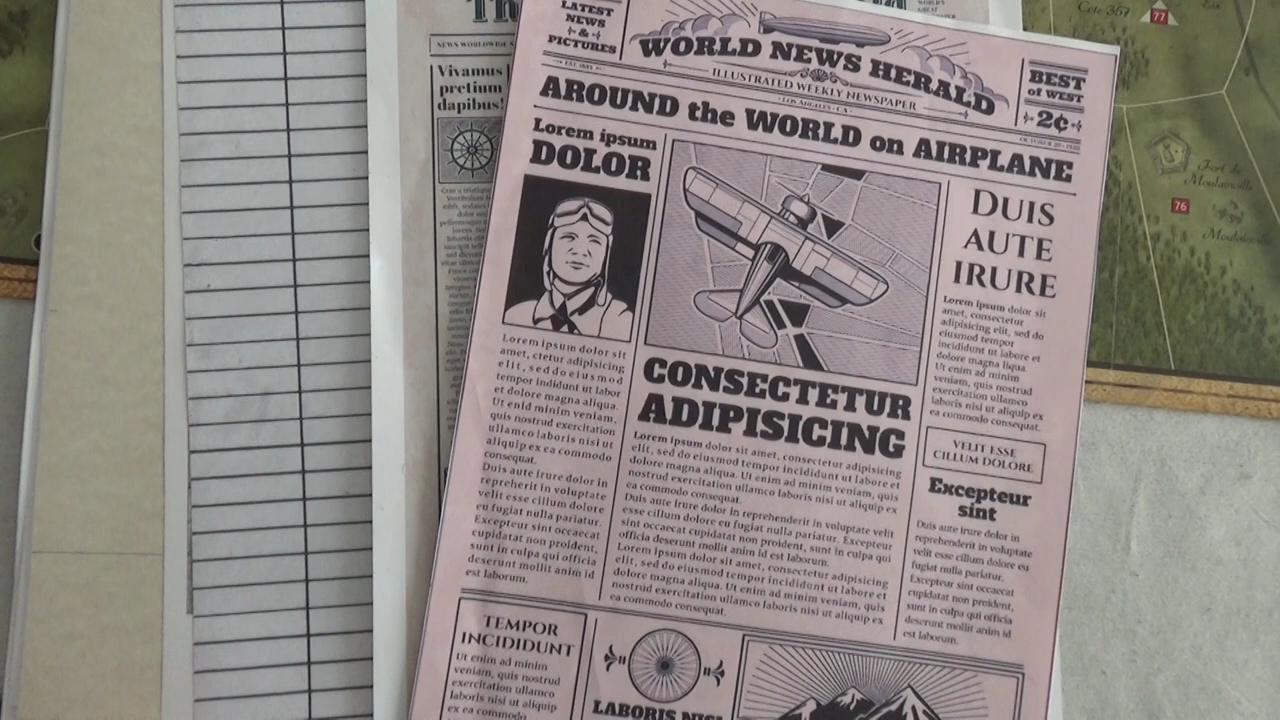 LATEST
NEWS
&
PICTURES
EST. 1883
WORLD NEWS HERALD
ILLUSTRATED WEEKLY NEWSPAPER
LOS ANGELES - CA
BEST
of WEST
2¢
AROUND the WORLD on AIRPLANE
Lorem ipsum
DOLOR
Lorem ipsum dolor sit
amet, ctetur adipisicing
elit, sed do eiusmod
tempor indidunt ut labor
et dolore magna aliqua.
Ut enid minim veniam,
quis nostrud exercitation
ullamco laboris nisi ut
aliquip ex ea commodo
consequat.
Duis aute irure dolor in
repreherit in voluptate
velit esse cillum dolore
eu fugiat nulla pariatur.
Excepteur sint occaecat
cupidatat non proident,
sunt in culpa qui officia
deserunt mollit anim id
est laborum.
CONSECTETUR
ADIPISICING
Lorem ipsum dolor sit amet, consectetur adipisicing
elit, sed do eiusmod tempor incididunt ut labore et
dolore magna aliqua. Ut enim ad minim veniam, quis
nostrud exercitation ullamco laboris nisi ut aliquip ex
ea commodo consequat.
Duis aute irure dolor in reprehenderit in voluptate velit
esse cillum dolore eu fugiat nulla pariatur. Excepteur
sint occaecat cupidatat non proident, sunt in culpa qui
officia deserunt mollit anim id est laborum.
Lorem ipsum dolor sit amet, consectetur adipisicing
elit, sed do eiusmod tempor incididunt ut labore et
dolore magna aliqua. Ut enim ad minim veniam, quis
nostrud exercitation ullamco laboris nisi ut aliquip ex
ea commodo consequat.
DUIS
AUTE
IRURE
Lorem ipsum dolor sit
amet, consectetur
adipisicing elit, sed do
eiusmod tempor
incididunt ut labore et
dolore magna liqua.
Ut enim ad minim
veniam, quis nostrud
exercitation ullamco
laboris nisi ut aliquip ex
ea commodo consequat.
VELIT ESSE
CILLUM DOLORE
Excepteur
sint
Duis aute irure dolor in
reprehenderit in voluptate
velit esse cillum dolore eu
fugiat nulla pariatur.
Excepteur sint occaecat
cupidatat non proident,
sunt in culpa qui officia
deserunt mollit anim id
est laborum.
TEMPOR
INCIDIDUNT
Ut enim ad minim
veniam, quis nostrud
exercitation ullamco
laboris nisi ut aliquip
ex ea commodo
LABORIS NISI
NEWS WORLDWIDE
Vivamus
pretium
dapibus!
Cote 367
77
Fort de
Moulainville
76